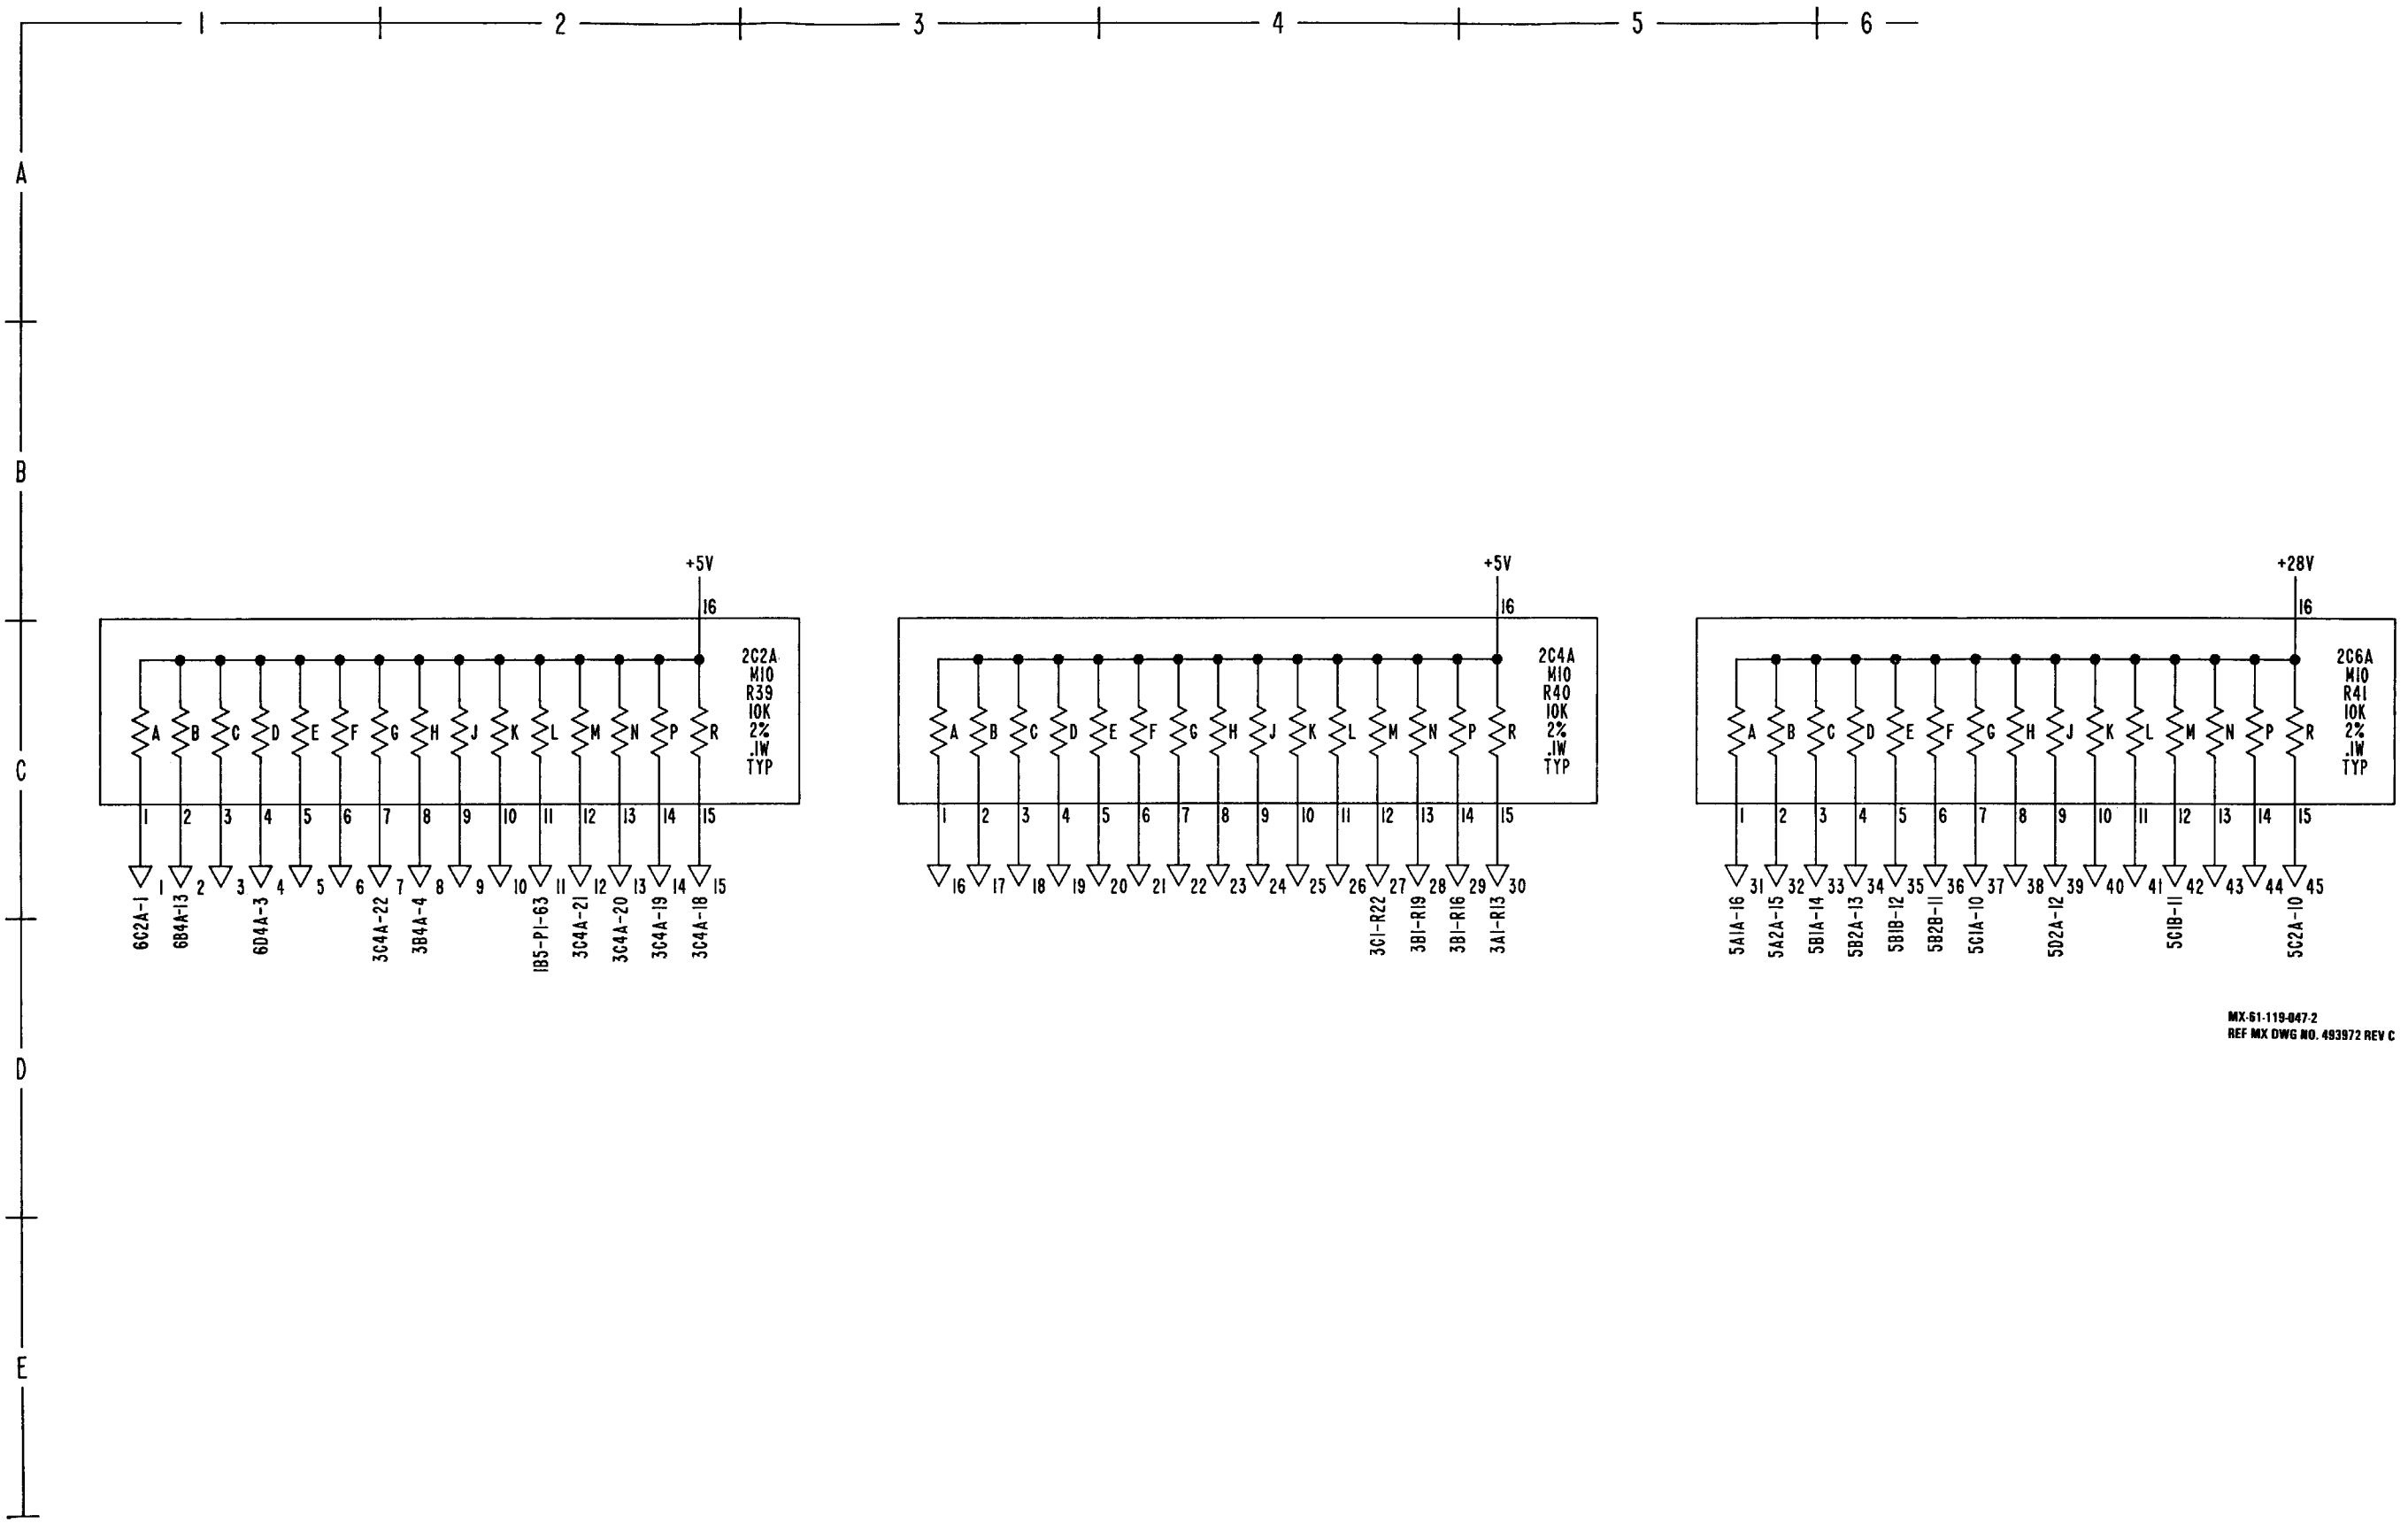 1 2 3 4 5 6
A
B
C
D
E
+5V
16
2C2A
M10
R39
10K
2%
.1W
TYP
A B C D E F G H J K L M N P R
1 2 3 4 5 6 7 8 9 10 11 12 13 14 15
1 2 3 4 5 6 7 8 9 10 11 12 13 14 15
6C2A-1
6B4A-13
6D4A-3
3C4A-22
3B4A-4
1B5-P1-63
3C4A-21
3C4A-20
3C4A-19
3C4A-18
+5V
16
2C4A
M10
R40
10K
2%
.1W
TYP
A B C D E F G H J K L M N P R
1 2 3 4 5 6 7 8 9 10 11 12 13 14 15
16 17 18 19 20 21 22 23 24 25 26 27 28 29 30
3C1-R22
3B1-R19
3B1-R16
3A1-R13
+28V
16
2C6A
M10
R41
10K
2%
.1W
TYP
A B C D E F G H J K L M N P R
1 2 3 4 5 6 7 8 9 10 11 12 13 14 15
31 32 33 34 35 36 37 38 39 40 41 42 43 44 45
5A1A-16
5A2A-15
5B1A-14
5B2A-13
5B1B-12
5B2B-11
5C1A-10
5D2A-12
5C1B-11
5C2A-10
MX-61-119-047-2
REF MX DWG NO. 493972 REV C